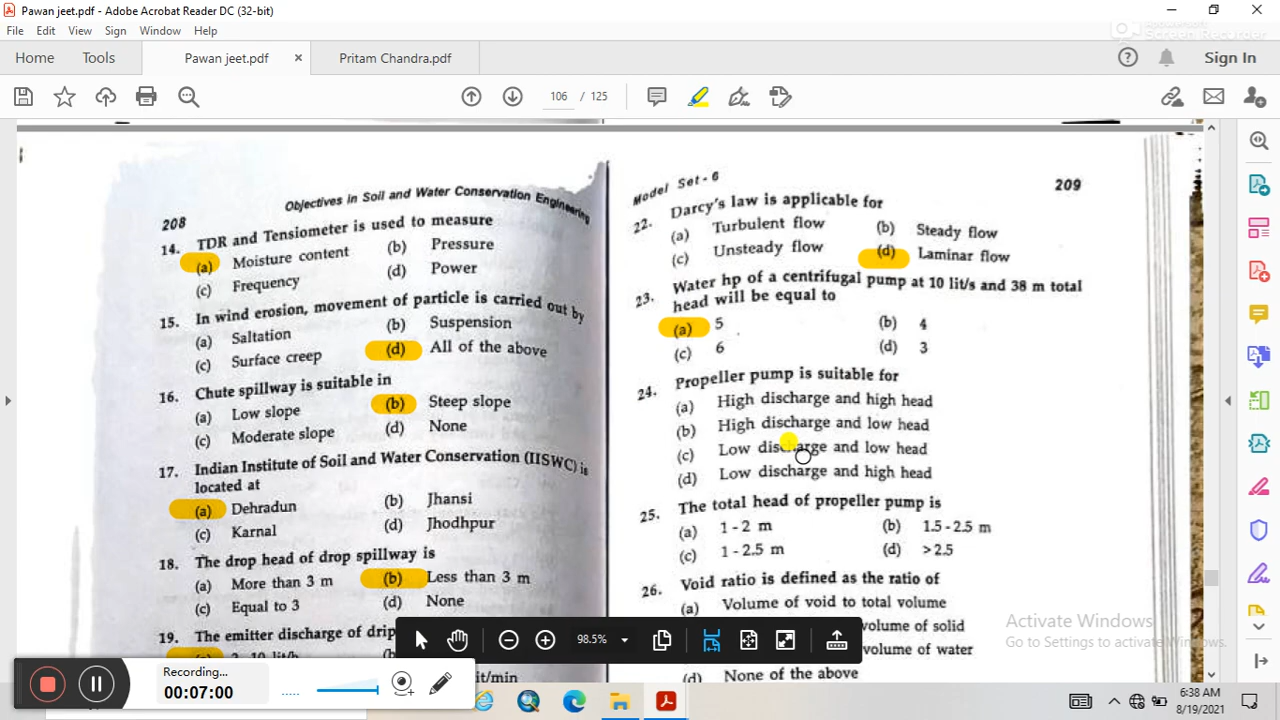 Pawan jeet.pdf - Adobe Acrobat Reader DC (32-bit)
File Edit View Sign Window Help
Home Tools Pawan jeet.pdf × Pritam Chandra.pdf Sign In
106 / 125
208 Objectives in Soil and Water Conservation Engineering
14. TDR and Tensiometer is used to measure
(a) Moisture content (b) Pressure
(c) Frequency (d) Power
15. In wind erosion, movement of particle is carried out by
(a) Saltation (b) Suspension
(c) Surface creep (d) All of the above
16. Chute spillway is suitable in
(a) Low slope (b) Steep slope
(c) Moderate slope (d) None
17. Indian Institute of Soil and Water Conservation (IISWC) is
located at
(a) Dehradun (b) Jhansi
(c) Karnal (d) Jhodhpur
18. The drop head of drop spillway is
(a) More than 3 m (b) Less than 3 m
(c) Equal to 3 (d) None
19. The emitter discharge of drip
Model Set - 6 209
22. Darcy's law is applicable for
(a) Turbulent flow (b) Steady flow
(c) Unsteady flow (d) Laminar flow
23. Water hp of a centrifugal pump at 10 lit/s and 38 m total
head will be equal to
(a) 5 (b) 4
(c) 6 (d) 3
24. Propeller pump is suitable for
(a) High discharge and high head
(b) High discharge and low head
(c) Low discharge and low head
(d) Low discharge and high head
25. The total head of propeller pump is
(a) 1 - 2 m (b) 1.5 - 2.5 m
(c) 1 - 2.5 m (d) > 2.5
26. Void ratio is defined as the ratio of
(a) Volume of void to total volume
volume of solid
volume of water
(d) None of the above
98.5%
Activate Windows
Go to Settings to activate Windows.
Recording...
00:07:00
lit/min
6:38 AM
8/19/2021